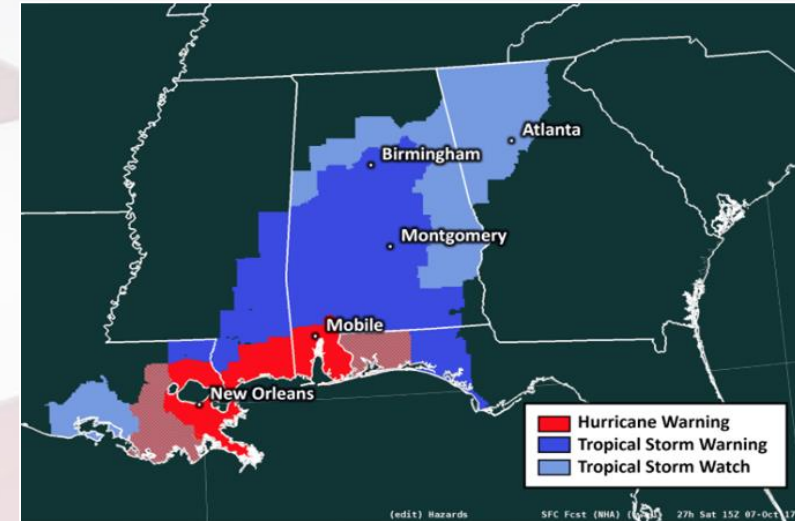 Atlanta
Birmingham
Montgomery
Mobile
New Orleans
Hurricane Warning
Tropical Storm Warning
Tropical Storm Watch
(edit) Hazards SFC Fcst (NHA) 27h Sat 15Z 07-Oct 17